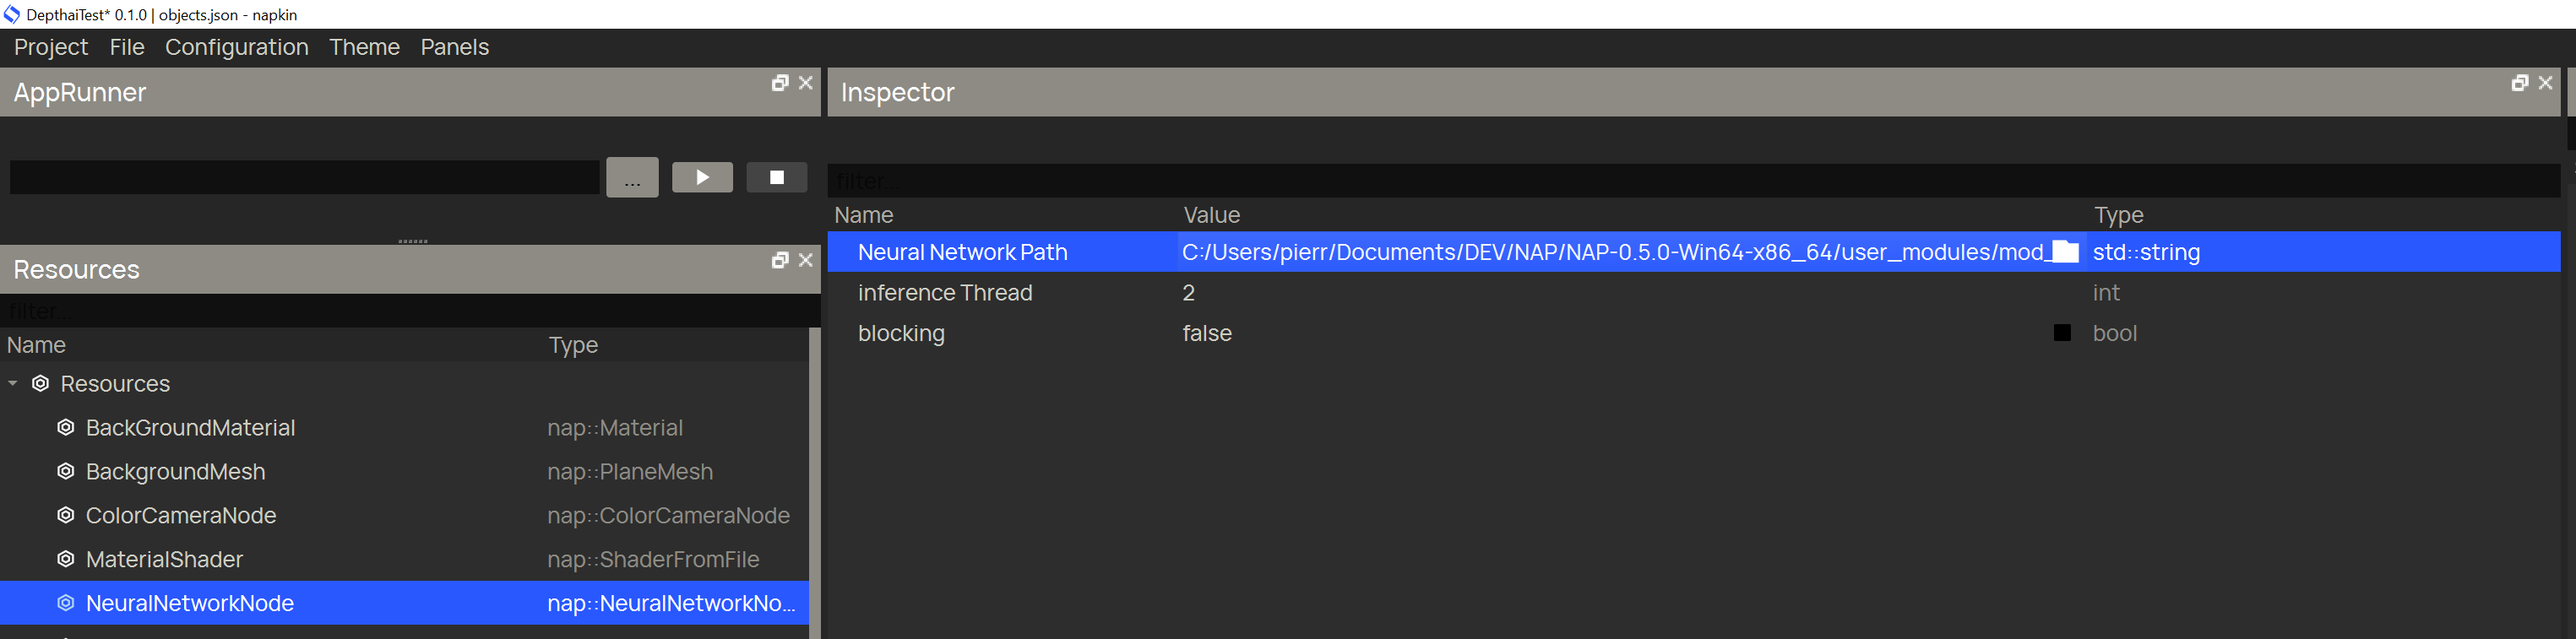 DepthaiTest* 0.1.0 | objects.json - napkin
Project File Configuration Theme Panels
AppRunner
...
Resources
filter...
Name Type
Resources
BackGroundMaterial nap::Material
BackgroundMesh nap::PlaneMesh
ColorCameraNode nap::ColorCameraNode
MaterialShader nap::ShaderFromFile
NeuralNetworkNode nap::NeuralNetworkNo...
Inspector
filter...
Name Value Type
Neural Network Path C:/Users/pierr/Documents/DEV/NAP/NAP-0.5.0-Win64-x86_64/user_modules/mod_ std::string
inference Thread 2 int
blocking false bool